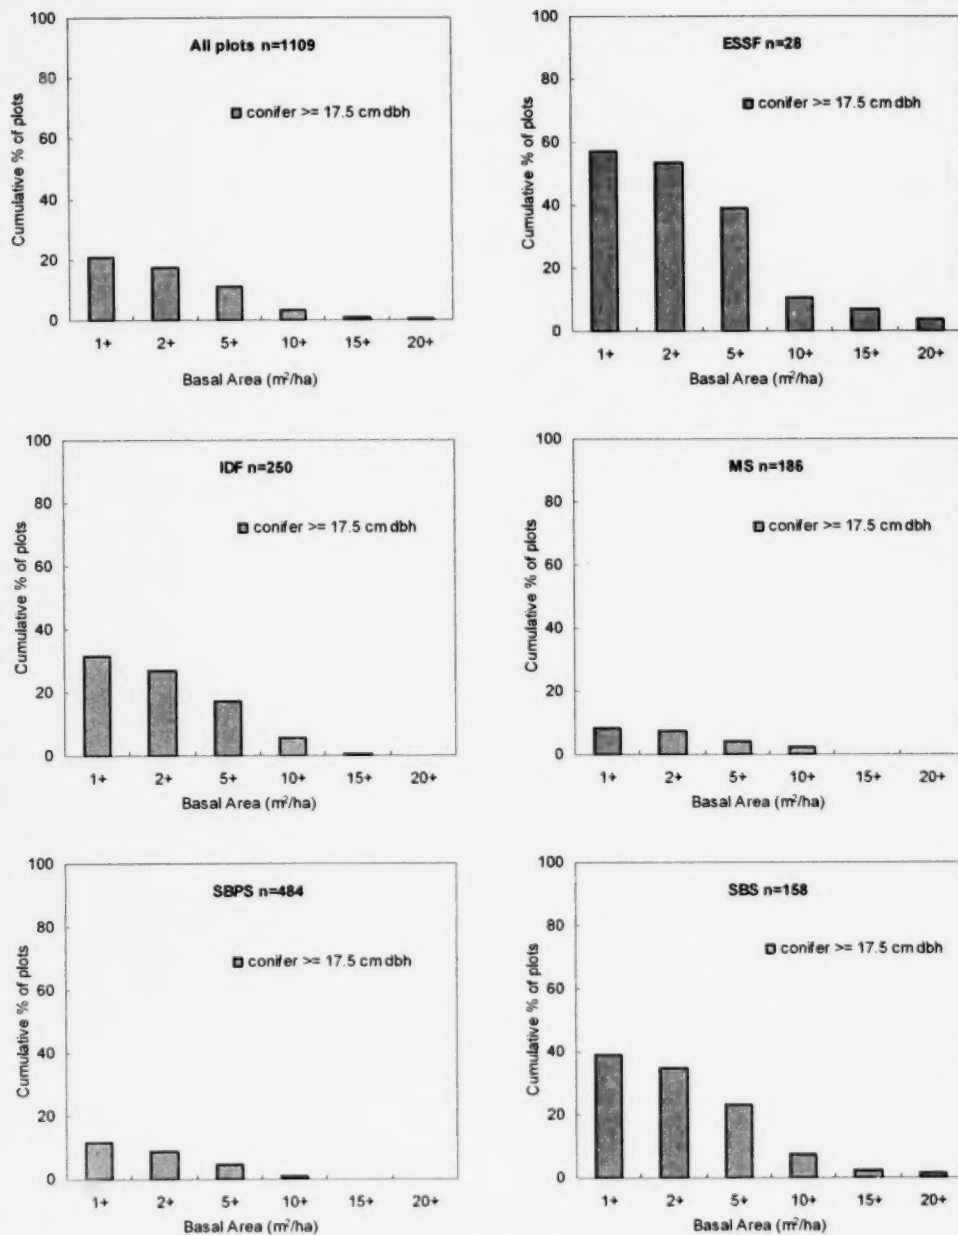 All plots n=1109
conifer >= 17.5 cm dbh
Cumulative % of plots
100
80
60
40
20
0
1+ 2+ 5+ 10+ 15+ 20+
Basal Area (m²/ha)
ESSF n=28
conifer >= 17.5 cm dbh
Cumulative % of plots
100
80
60
40
20
0
1+ 2+ 5+ 10+ 15+ 20+
Basal Area (m²/ha)
IDF n=250
conifer >= 17.5 cm dbh
Cumulative % of plots
100
80
60
40
20
0
1+ 2+ 5+ 10+ 15+ 20+
Basal Area (m²/ha)
MS n=186
conifer >= 17.5 cm dbh
Cumulative % of plots
100
80
60
40
20
0
1+ 2+ 5+ 10+ 15+ 20+
Basal Area (m²/ha)
SBPS n=484
conifer >= 17.5 cm dbh
Cumulative % of plots
100
80
60
40
20
0
1+ 2+ 5+ 10+ 15+ 20+
Basal Area (m²/ha)
SBS n=158
conifer >= 17.5 cm dbh
Cumulative % of plots
100
80
60
40
20
0
1+ 2+ 5+ 10+ 15+ 20+
Basal Area (m²/ha)